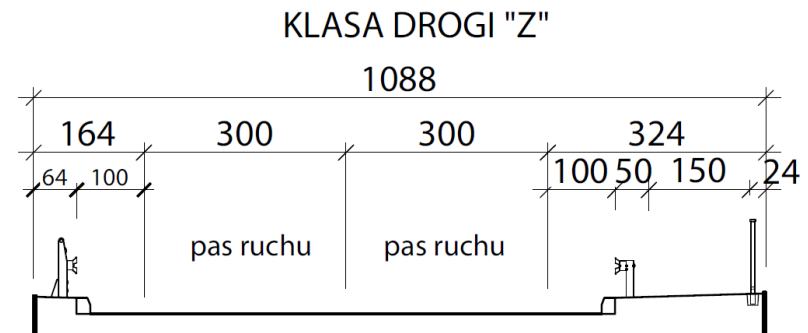 KLASA DROGI "Z"
1088
164 300 300 324
64 100 100 50 150 24
pas ruchu pas ruchu